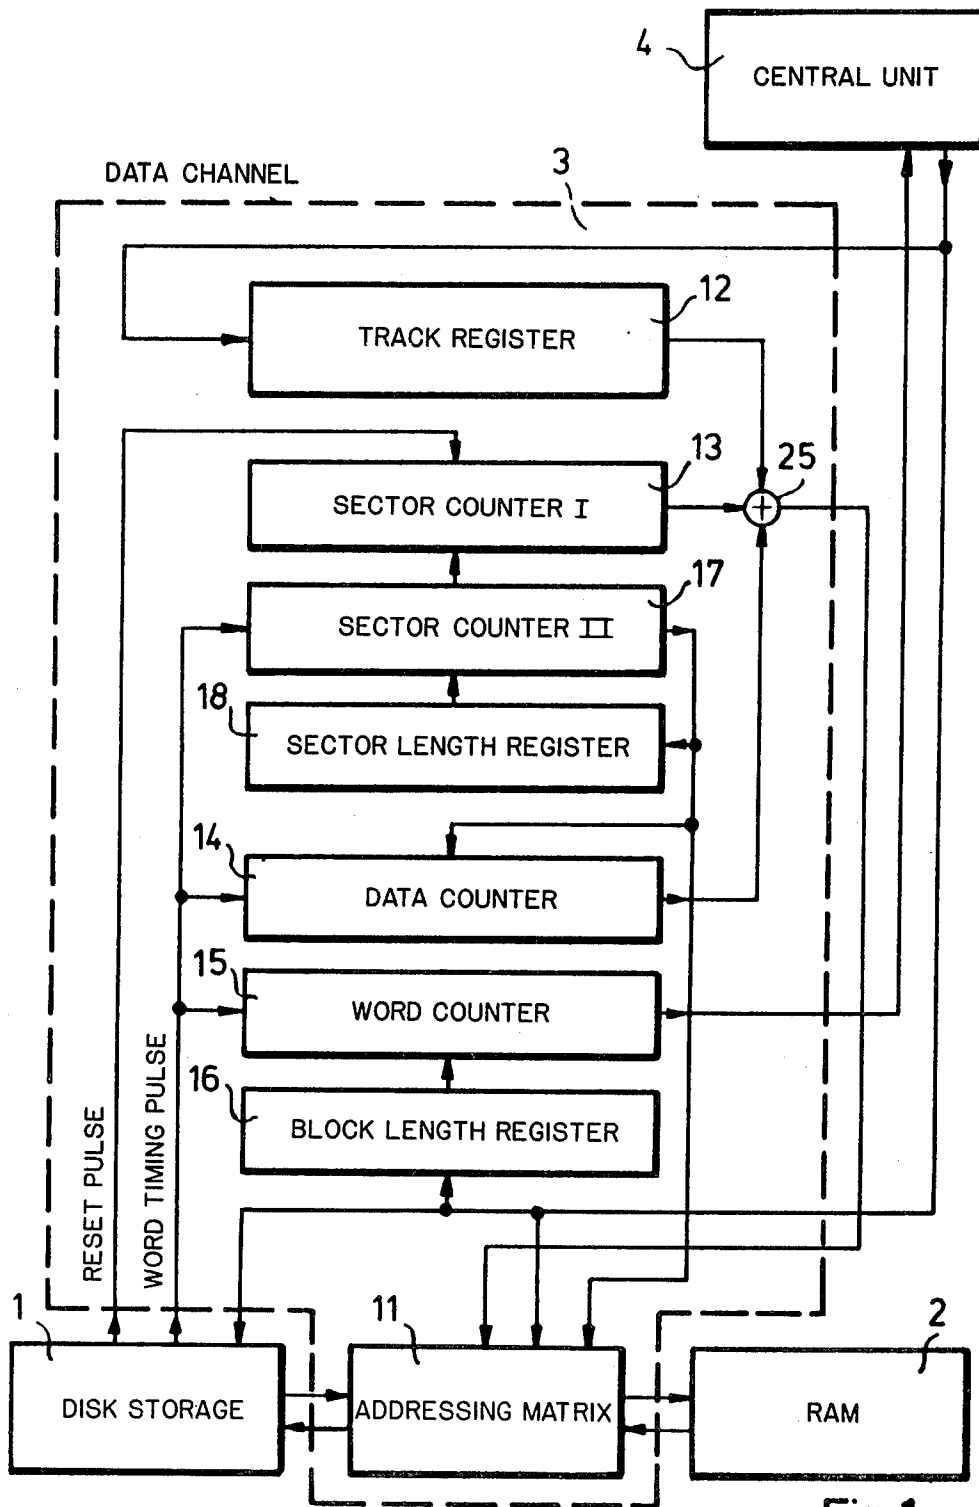 4
CENTRAL UNIT
DATA CHANNEL
3
12
TRACK REGISTER
13
25
SECTOR COUNTER I
+
17
SECTOR COUNTER II
18
SECTOR LENGTH REGISTER
14
DATA COUNTER
15
WORD COUNTER
16
BLOCK LENGTH REGISTER
RESET PULSE
WORD TIMING PULSE
1
11
2
DISK STORAGE
ADDRESSING MATRIX
RAM